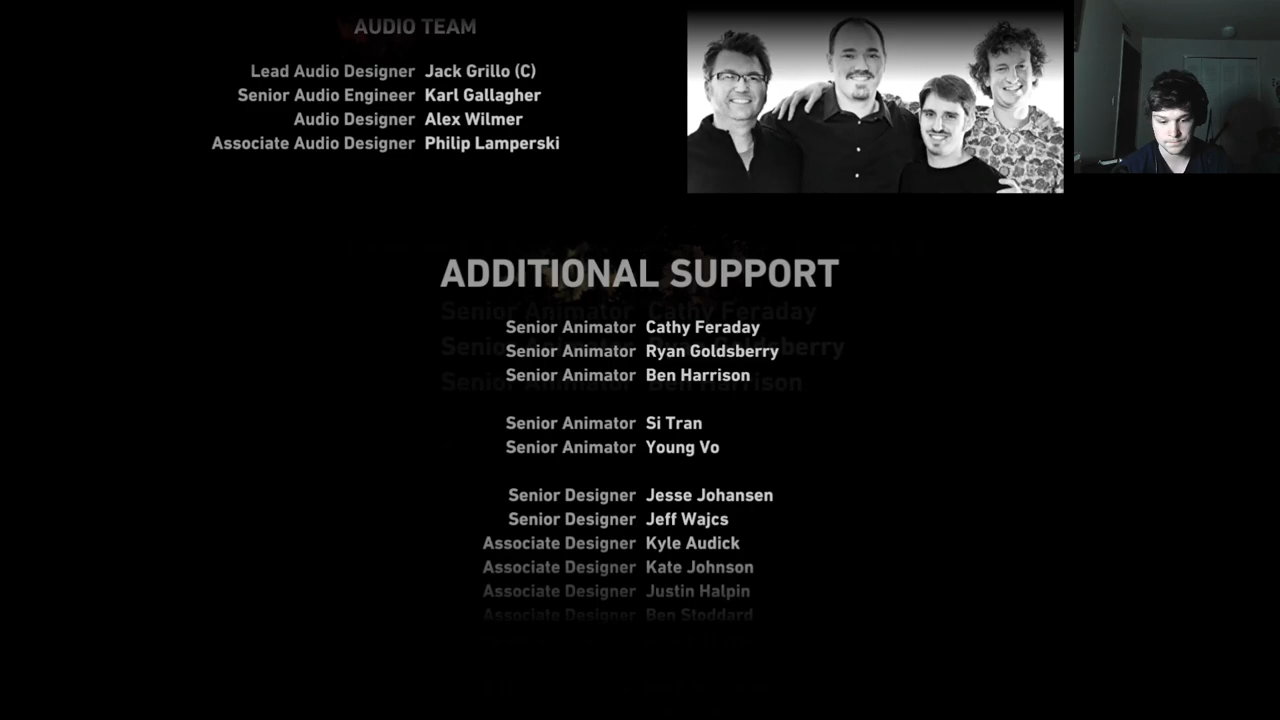 AUDIO TEAM
Lead Audio Designer Jack Grillo (C)
Senior Audio Engineer Karl Gallagher
Audio Designer Alex Wilmer
Associate Audio Designer Philip Lamperski
ADDITIONAL SUPPORT
Senior Animator Cathy Feraday
Senior Animator Ryan Goldsberry
Senior Animator Ben Harrison
Senior Animator Si Tran
Senior Animator Young Vo
Senior Designer Jesse Johansen
Senior Designer Jeff Wajcs
Associate Designer Kyle Audick
Associate Designer Kate Johnson
Associate Designer Justin Halpin
Associate Designer Ben Stoddard